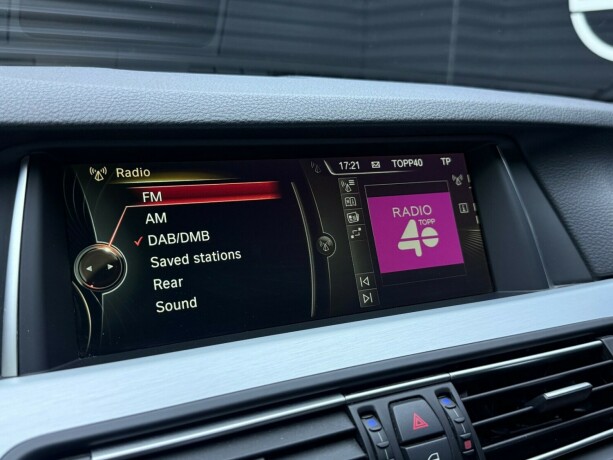 Radio
17:21 TOPP40 TP
FM
AM
DAB/DMB
Saved stations
Rear
Sound
RADIO
TOPP
40